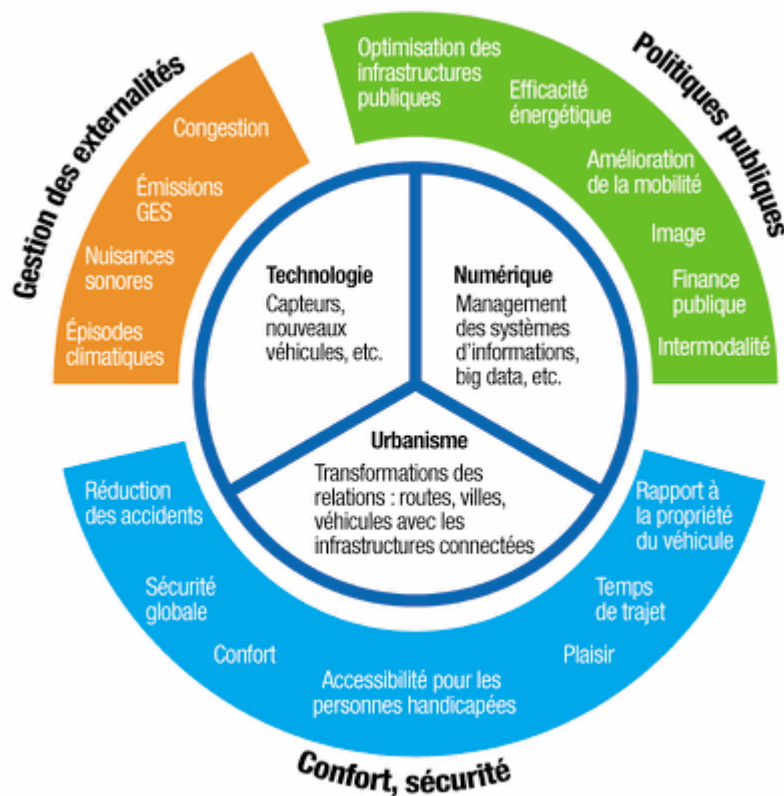 Gestion des externalités
Congestion
Émissions
GES
Nuisances
sonores
Épisodes
climatiques
Politiques publiques
Optimisation des
infrastructures
publiques
Efficacité
énergétique
Amélioration
de la mobilité
Image
Finance
publique
Intermodalité
Technologie
Capteurs,
nouveaux
véhicules, etc.
Numérique
Management
des systèmes
d'informations,
big data, etc.
Urbanisme
Transformations des
relations : routes, villes,
véhicules avec les
infrastructures connectées
Réduction
des accidents
Sécurité
globale
Confort
Accessibilité pour les
personnes handicapées
Plaisir
Temps
de trajet
Rapport à
la propriété
du véhicule
Confort, sécurité